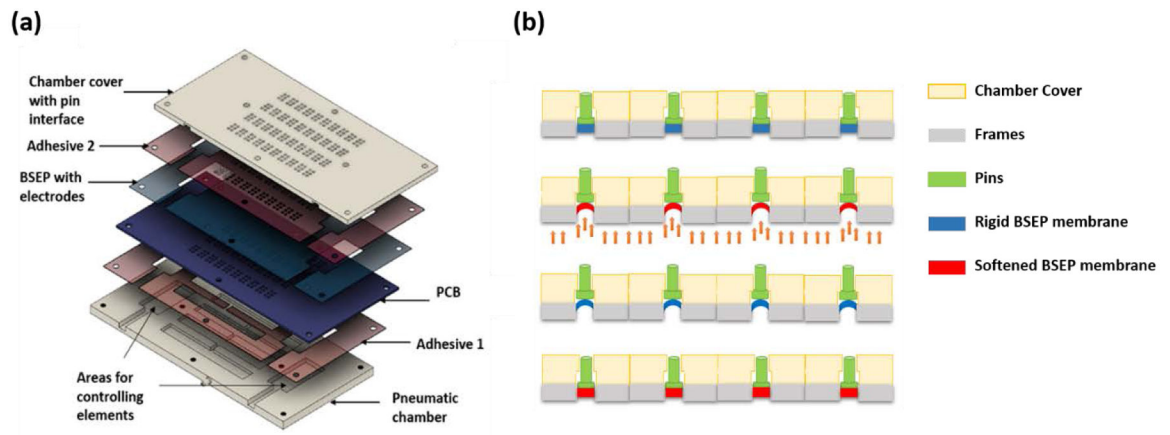 (a)
Chamber cover
with pin
interface
Adhesive 2
BSEP with
electrodes
PCB
Adhesive 1
Areas for
controlling
elements
Pneumatic
chamber
(b)
Chamber Cover
Frames
Pins
Rigid BSEP membrane
Softened BSEP membrane